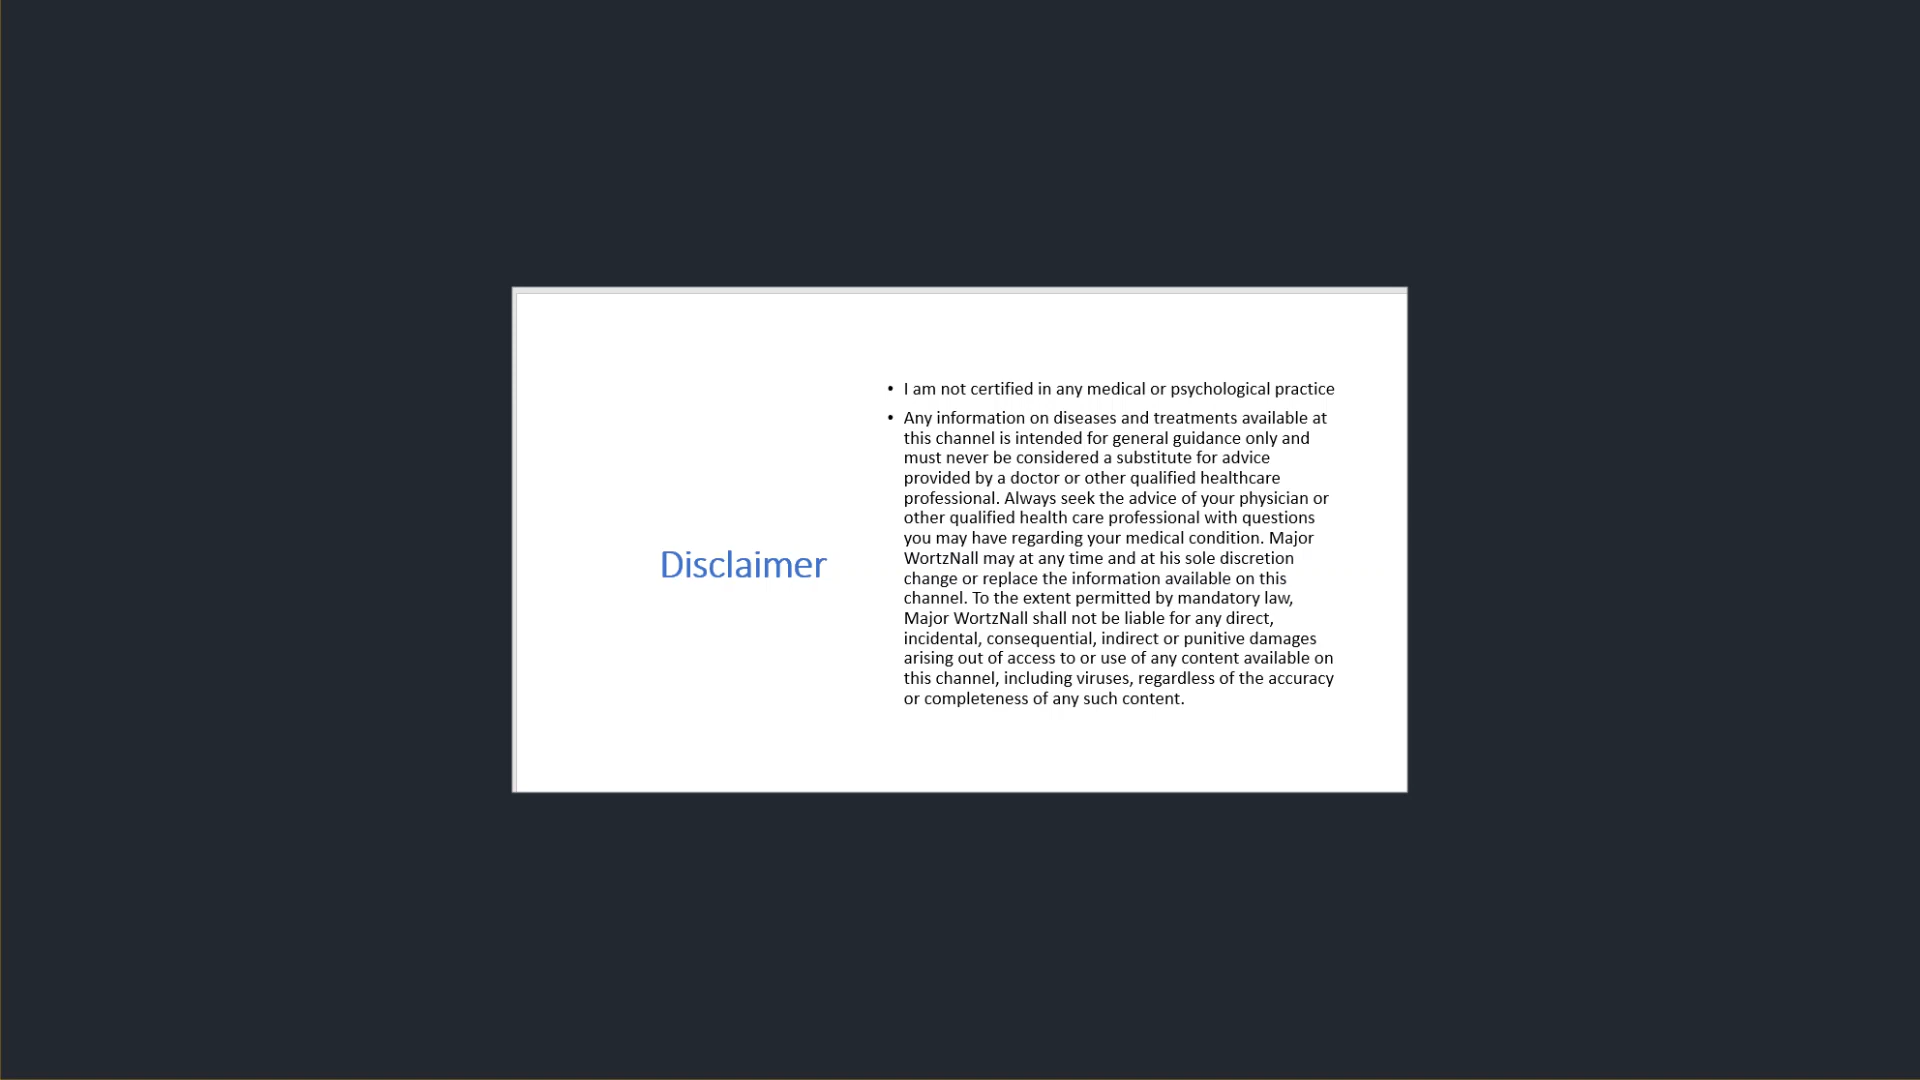 Disclaimer
• I am not certified in any medical or psychological practice
• Any information on diseases and treatments available at
this channel is intended for general guidance only and
must never be considered a substitute for advice
provided by a doctor or other qualified healthcare
professional. Always seek the advice of your physician or
other qualified health care professional with questions
you may have regarding your medical condition. Major
WortzNall may at any time and at his sole discretion
change or replace the information available on this
channel. To the extent permitted by mandatory law,
Major WortzNall shall not be liable for any direct,
incidental, consequential, indirect or punitive damages
arising out of access to or use of any content available on
this channel, including viruses, regardless of the accuracy
or completeness of any such content.